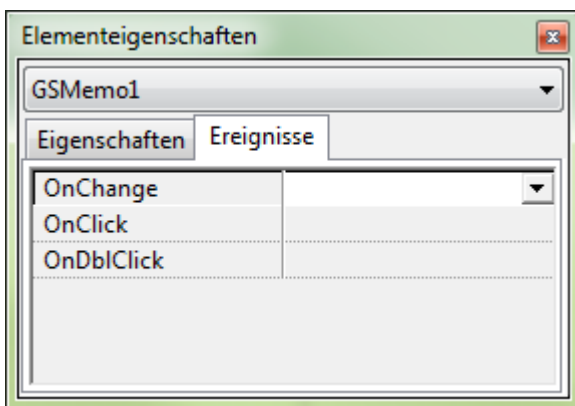 Elementeigenschaften
GSMemo1
Eigenschaften Ereignisse
OnChange
OnClick
OnDblClick